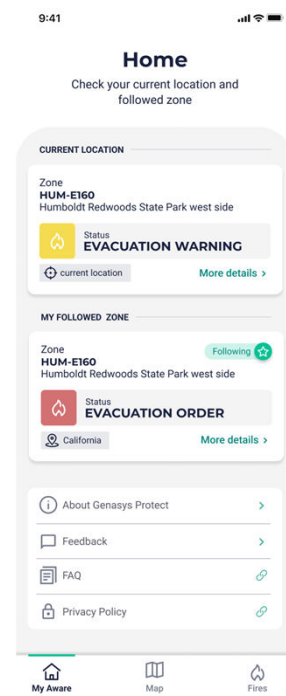 9:41
Home
Check your current location and
followed zone
CURRENT LOCATION
Zone
HUM-E160
Humboldt Redwoods State Park west side
Status
EVACUATION WARNING
current location
More details >
MY FOLLOWED ZONE
Zone
Following
HUM-E160
Humboldt Redwoods State Park west side
Status
EVACUATION ORDER
California
More details >
About Genasys Protect
Feedback
FAQ
Privacy Policy
My Aware
Map
Fires